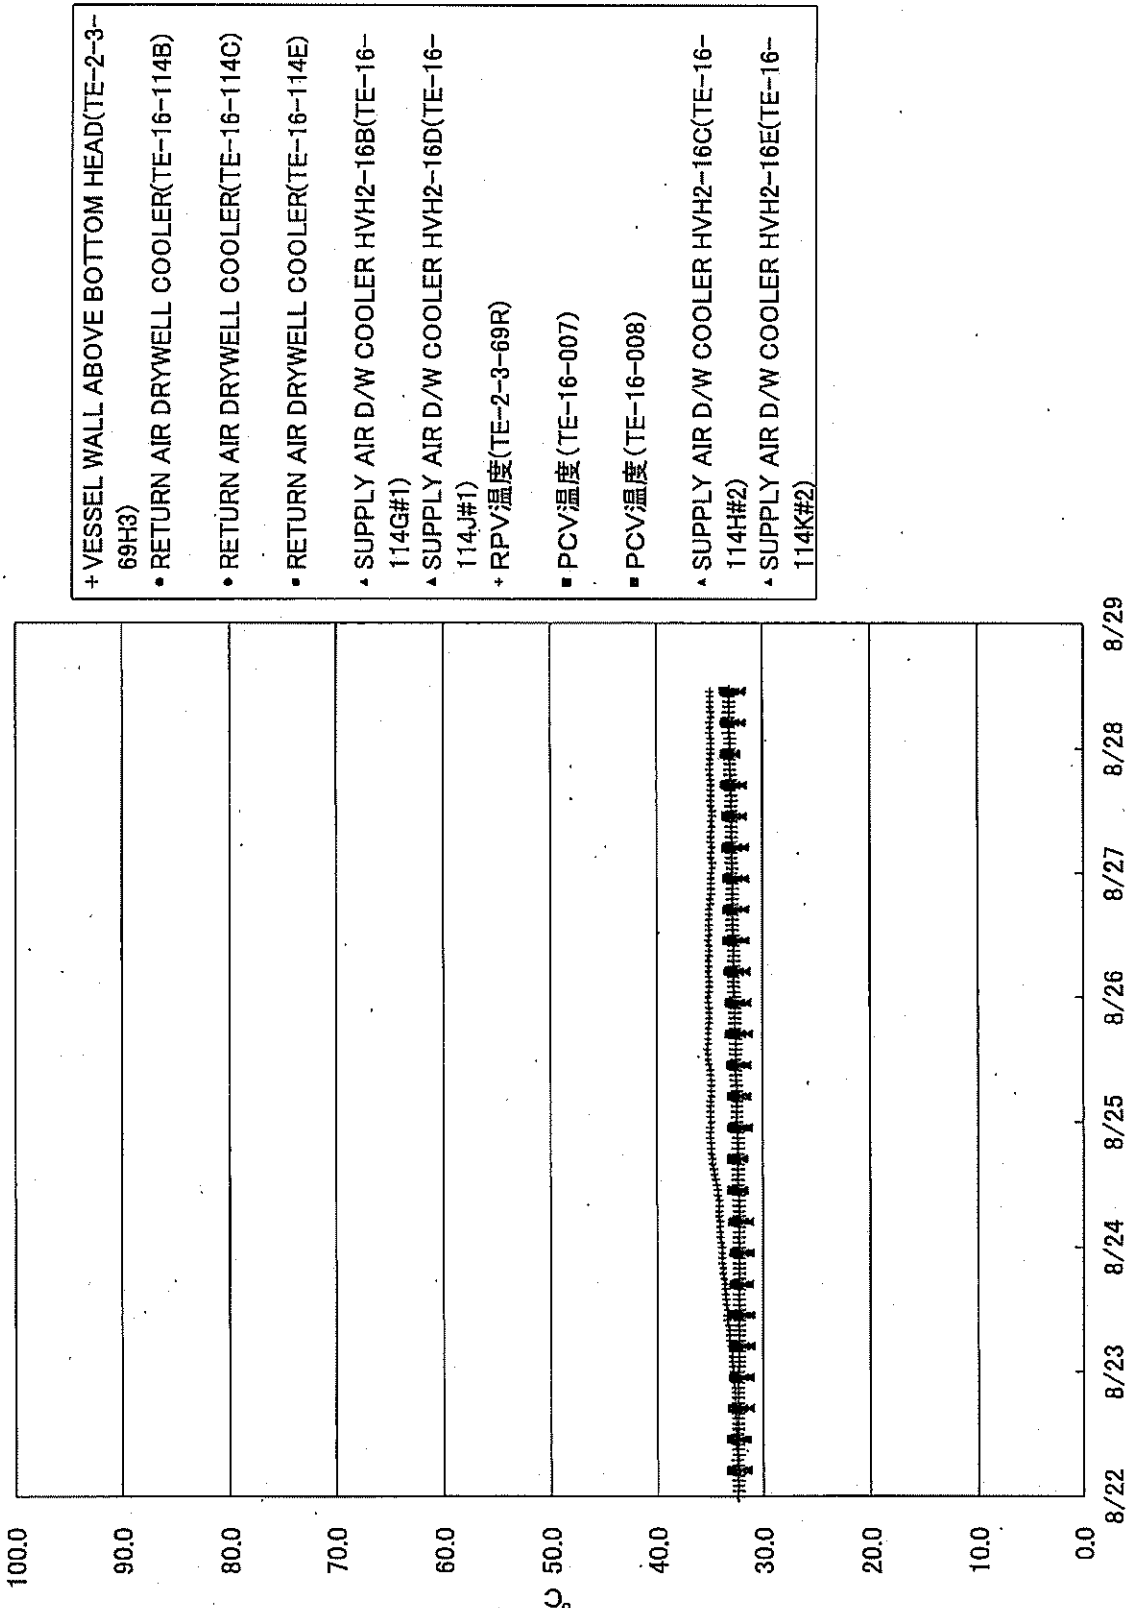 100.0
90.0
80.0
70.0
60.0
50.0
40.0
30.0
20.0
10.0
0.0
℃
8/22
8/23
8/24
8/25
8/26
8/27
8/28
8/29
+ VESSEL WALL ABOVE BOTTOM HEAD(TE-2-3-
69H3)
• RETURN AIR DRYWELL COOLER(TE-16-114B)
• RETURN AIR DRYWELL COOLER(TE-16-114C)
• RETURN AIR DRYWELL COOLER(TE-16-114E)
▲ SUPPLY AIR D/W COOLER HVH2-16B(TE-16-
114G#1)
▲ SUPPLY AIR D/W COOLER HVH2-16D(TE-16-
114J#1)
+ RPV温度(TE-2-3-69R)
■ PCV温度(TE-16-007)
■ PCV温度(TE-16-008)
▲ SUPPLY AIR D/W COOLER HVH2-16C(TE-16-
114H#2)
▲ SUPPLY AIR D/W COOLER HVH2-16E(TE-16-
114K#2)